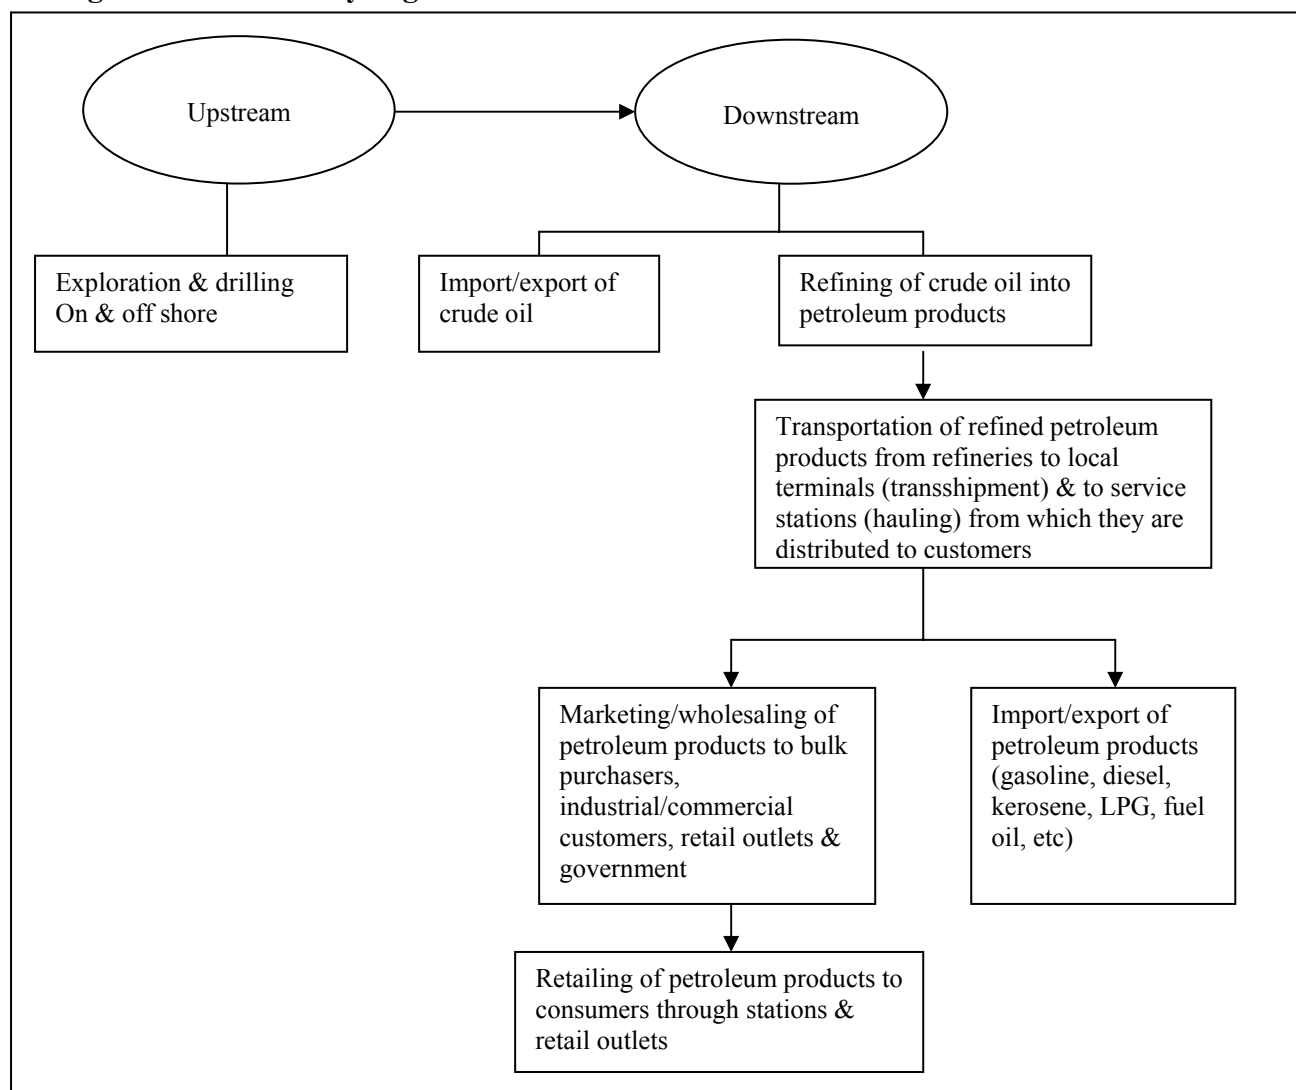 Upstream
Downstream
Exploration & drilling
On & off shore
Import/export of
crude oil
Refining of crude oil into
petroleum products
Transportation of refined petroleum
products from refineries to local
terminals (transshipment) & to service
stations (hauling) from which they are
distributed to customers
Marketing/wholesaling of
petroleum products to bulk
purchasers,
industrial/commercial
customers, retail outlets &
government
Import/export of
petroleum products
(gasoline, diesel,
kerosene, LPG, fuel
oil, etc)
Retailing of petroleum products to
consumers through stations &
retail outlets